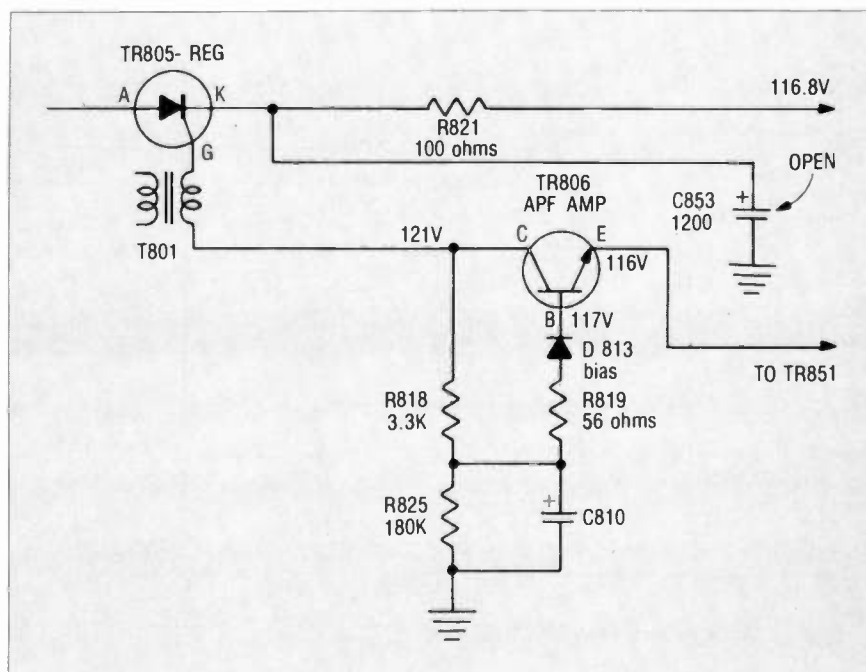 TR805- REG
A
K
G
T801
R821
100 ohms
116.8V
OPEN
+
C853
1200
TR806
APF AMP
121V
C
E
116V
B
117V
D 813
bias
TO TR851
R818
3.3K
R819
56 ohms
R825
180K
+
C810